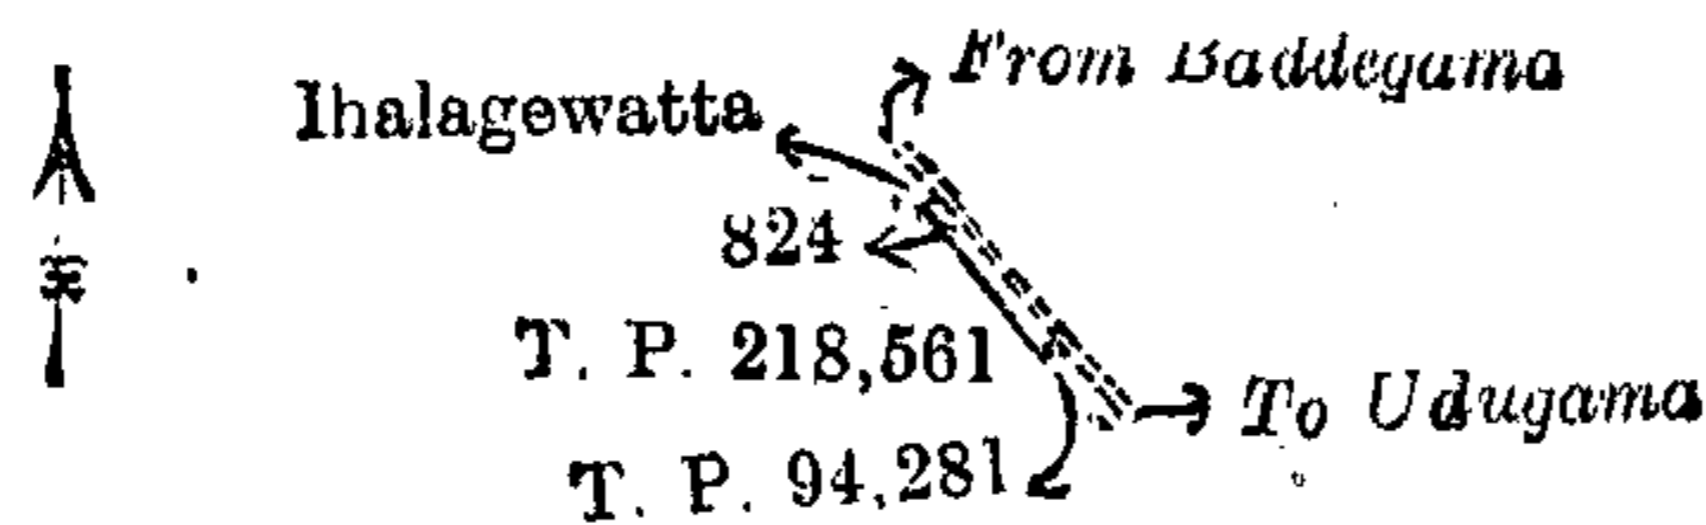 From Baddegama
Ihalagewatta
824
T. P. 218,561
To Udugama
T. P. 94,281